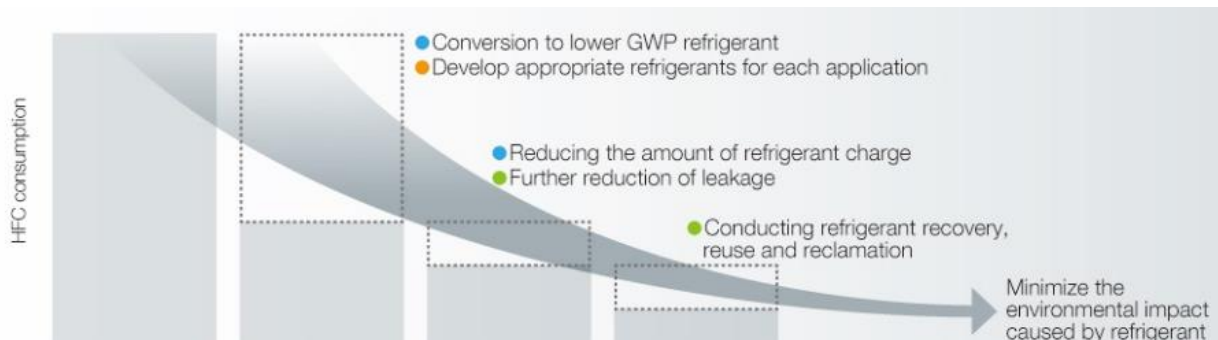 HFC consumption
Conversion to lower GWP refrigerant
Develop appropriate refrigerants for each application
Reducing the amount of refrigerant charge
Further reduction of leakage
Conducting refrigerant recovery,
reuse and reclamation
Minimize the
environmental impact
caused by refrigerant